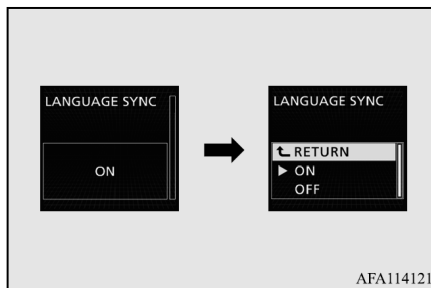 LANGUAGE SYNC
ON
LANGUAGE SYNC
RETURN
ON
OFF
AFA114121